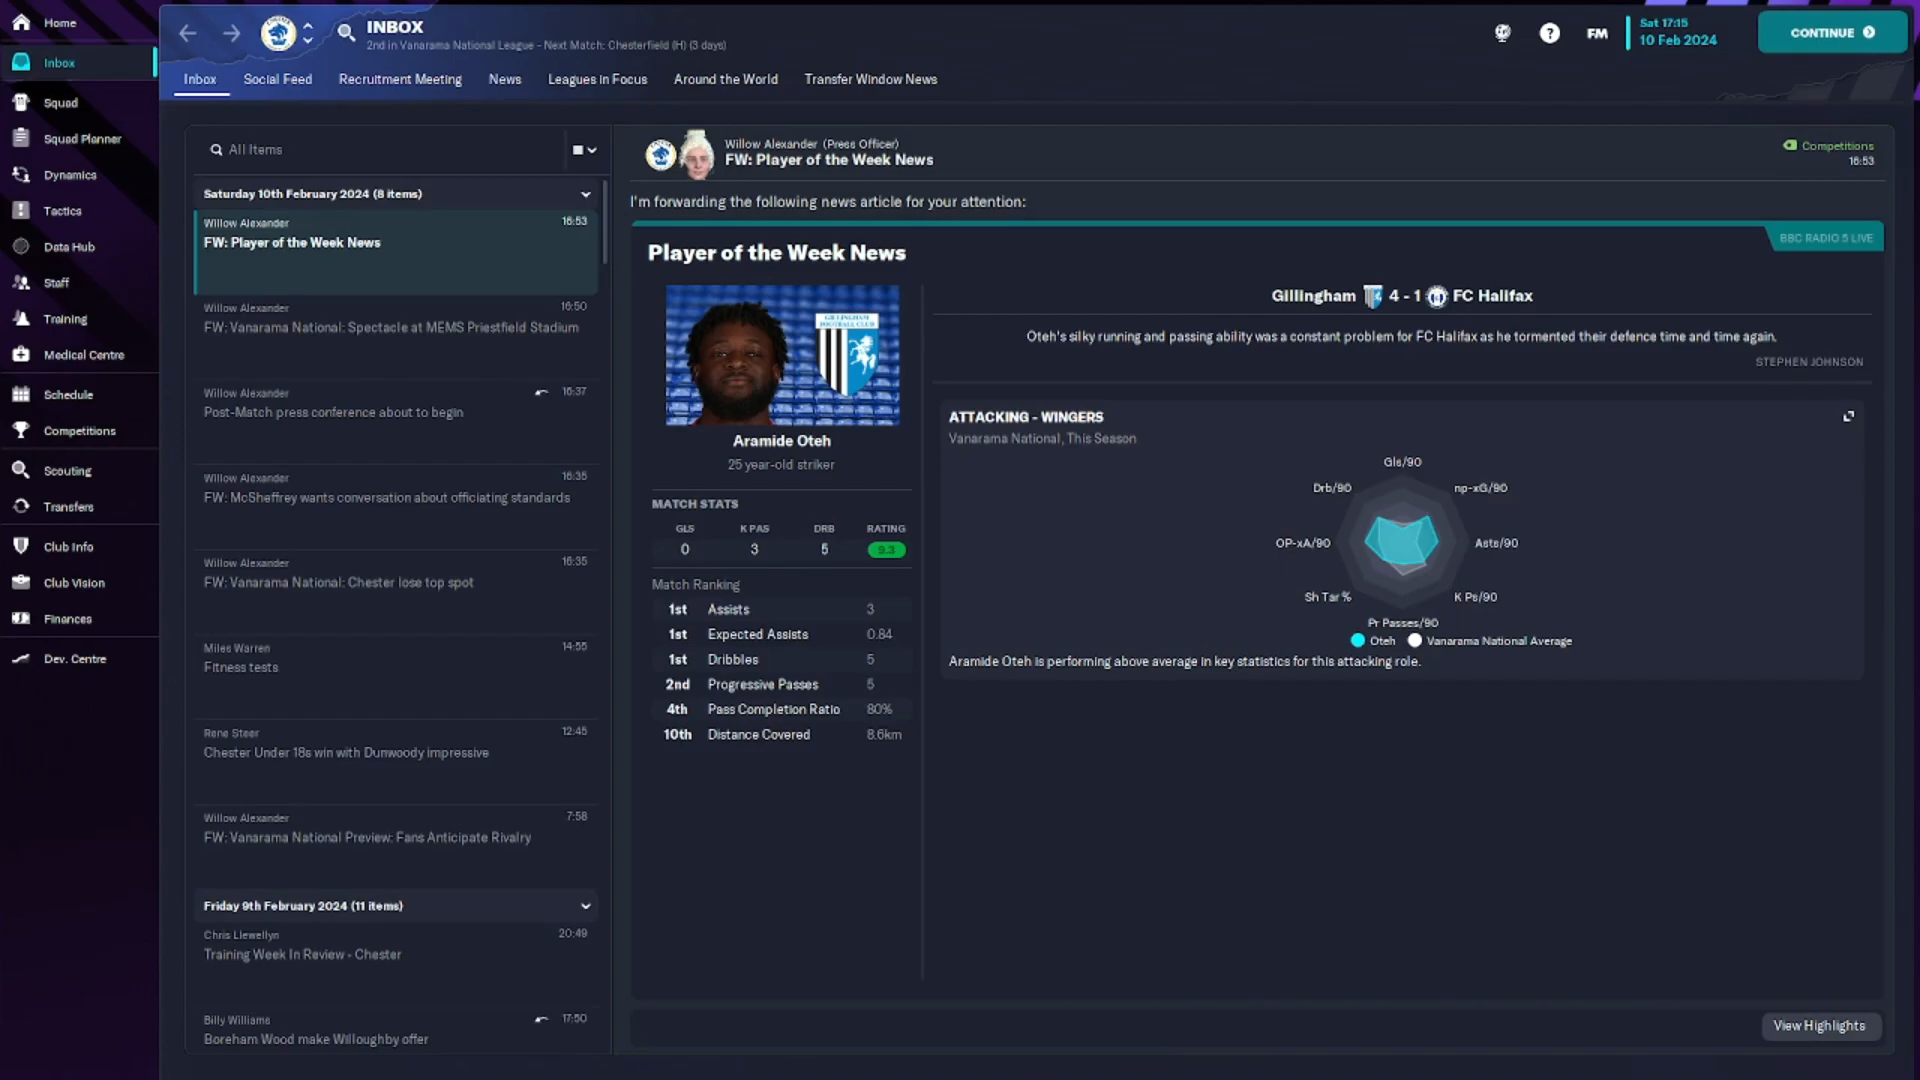 Home
Inbox
Squad
Squad Planner
Dynamics
Tactics
Data Hub
Staff
Training
Medical Centre
Schedule
Competitions
Scouting
Transfers
Club Info
Club Vision
Finances
Dev. Centre
INBOX
2nd in Vanarama National League - Next Match: Chesterfield (H) (3 days)
FM
Sat 17:15
10 Feb 2024
CONTINUE
Inbox Social Feed Recruitment Meeting News Leagues in Focus Around the World Transfer Window News
All Items
Saturday 10th February 2024 (8 items)
Willow Alexander 16:53
FW: Player of the Week News
Willow Alexander 16:50
FW: Vanarama National: Spectacle at MEMS Priestfield Stadium
Willow Alexander 16:37
Post-Match press conference about to begin
Willow Alexander 16:35
FW: McSheffrey wants conversation about officiating standards
Willow Alexander 16:35
FW: Vanarama National: Chester lose top spot
Miles Warren 14:55
Fitness tests
Rene Steer 12:45
Chester Under 18s win with Dunwoody impressive
Willow Alexander 7:58
FW: Vanarama National Preview: Fans Anticipate Rivalry
Friday 9th February 2024 (11 items)
Chris Llewellyn 20:49
Training Week In Review - Chester
Billy Williams 17:50
Boreham Wood make Willoughby offer
Willow Alexander (Press Officer)
FW: Player of the Week News
Competitions
16:53
I'm forwarding the following news article for your attention:
BBC RADIO 5 LIVE
Player of the Week News
GILLINGHAM
FOOTBALL CLUB
Aramide Oteh
25 year-old striker
MATCH STATS
GLS K PAS DRB RATING
0 3 5 9.3
Match Ranking
1st Assists 3
1st Expected Assists 0.84
1st Dribbles 5
2nd Progressive Passes 5
4th Pass Completion Ratio 80%
10th Distance Covered 8.6km
Gillingham 4 - 1 FC Halifax
Oteh's silky running and passing ability was a constant problem for FC Halifax as he tormented their defence time and time again.
STEPHEN JOHNSON
ATTACKING - WINGERS
Vanarama National, This Season
Gls/90
Drb/90 np-xG/90
OP-xA/90 Asts/90
Sh Tar % K Ps/90
Pr Passes/90
Oteh Vanarama National Average
Aramide Oteh is performing above average in key statistics for this attacking role.
View Highlights